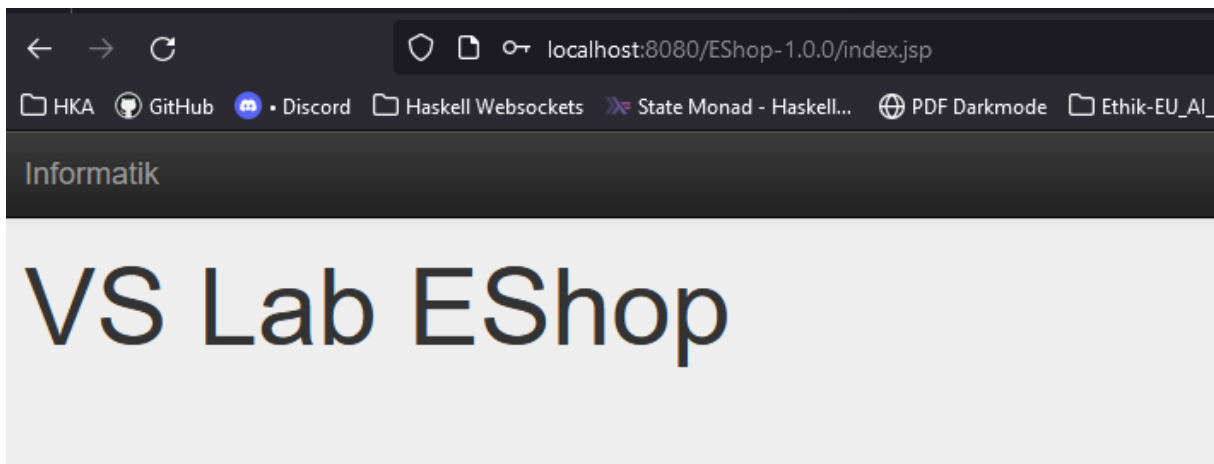 localhost:8080/EShop-1.0.0/index.jsp
HKA GitHub • Discord Haskell Websockets State Monad - Haskell... PDF Darkmode Ethik-EU_AI_
Informatik
VS Lab EShop